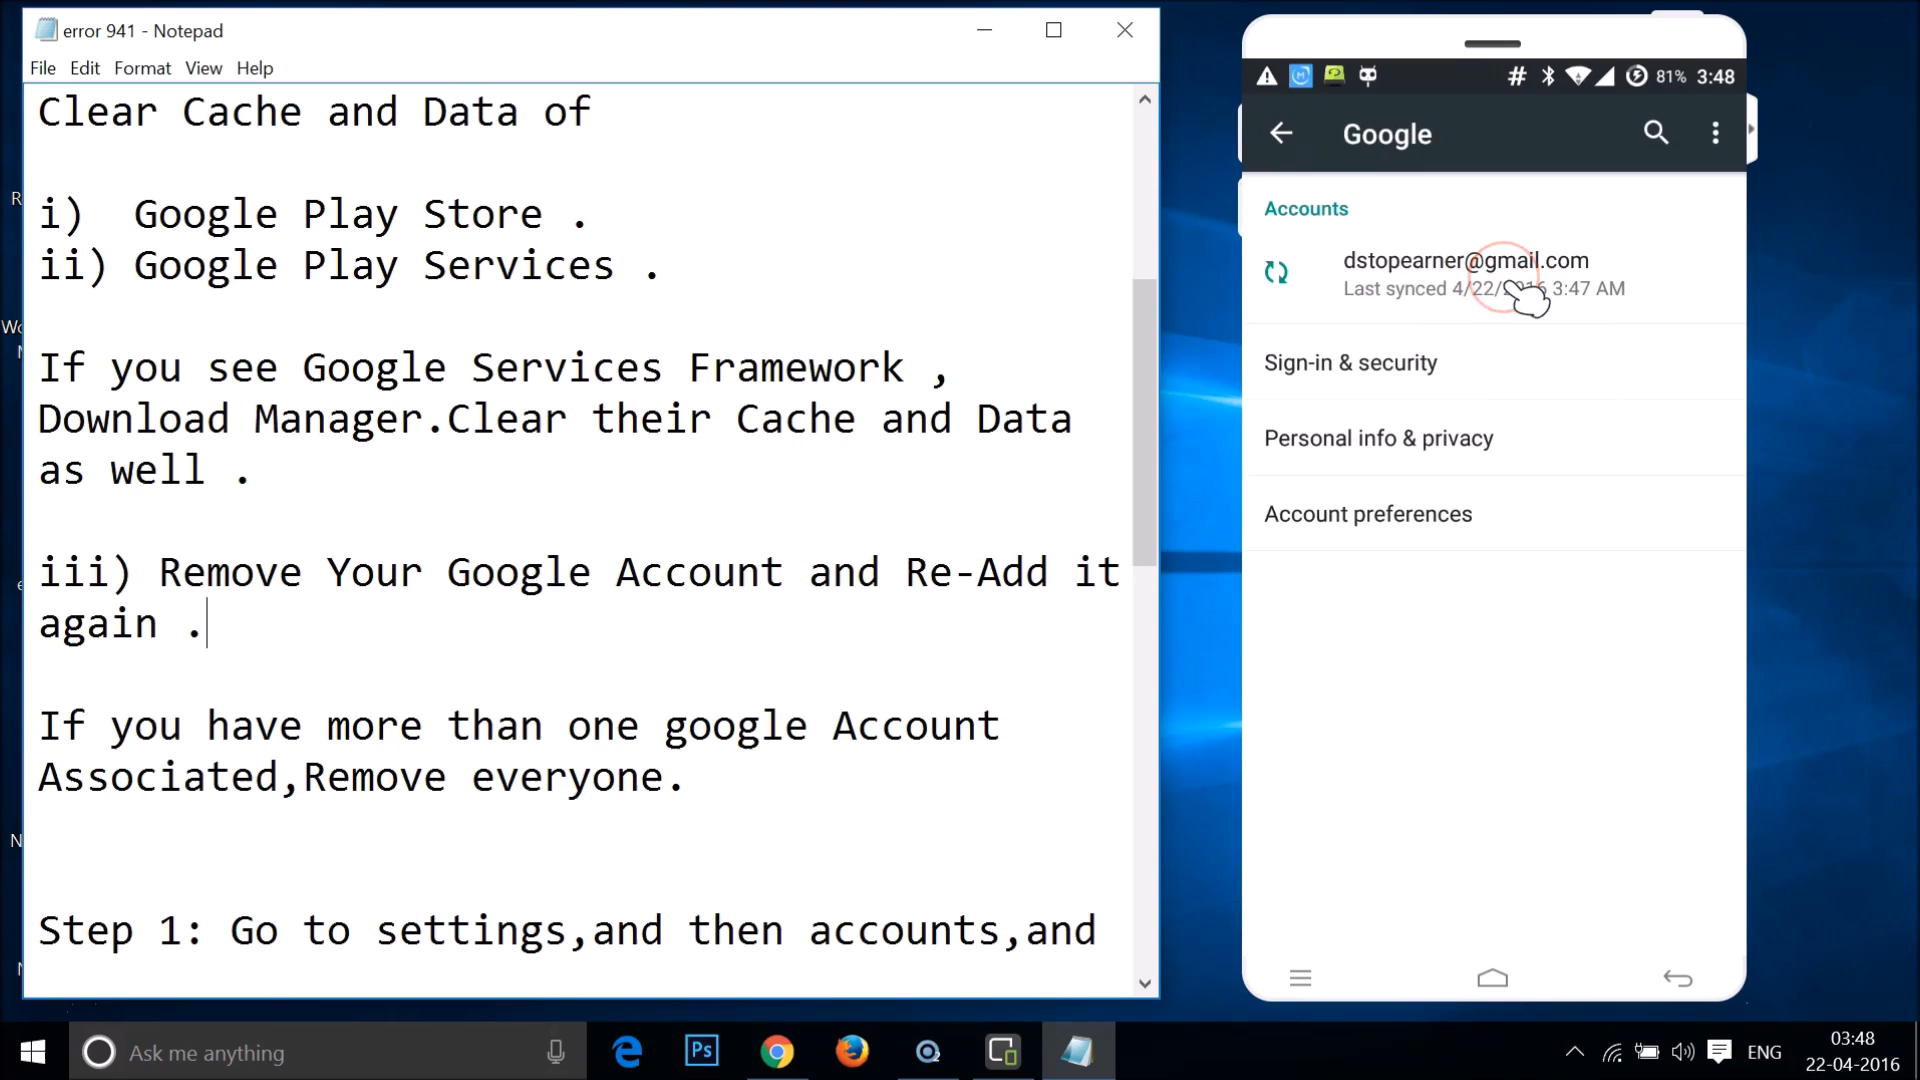 error 941 - Notepad
File Edit Format View Help
Clear Cache and Data of
i) Google Play Store .
ii) Google Play Services .
If you see Google Services Framework ,
Download Manager.Clear their Cache and Data
as well .
iii) Remove Your Google Account and Re-Add it
again .
If you have more than one google Account
Associated,Remove everyone.
Step 1: Go to settings,and then accounts,and
81% 3:48
Google
Accounts
dstopearner@gmail.com
Last synced 4/22/2016 3:47 AM
Sign-in & security
Personal info & privacy
Account preferences
Ask me anything
Ps
ENG
03:48
22-04-2016